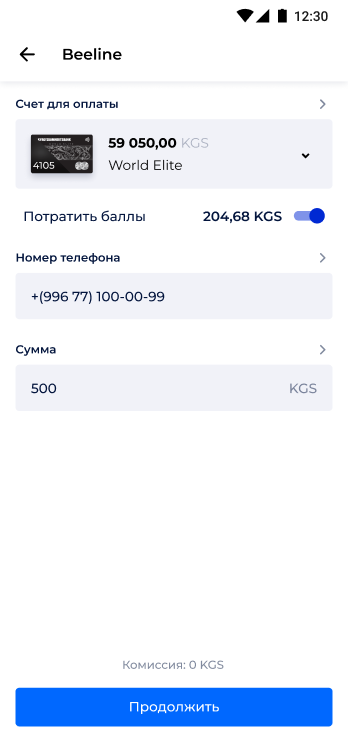 12:30
Beeline
Счет для оплаты
59 050,00 KGS
4105
World Elite
Потратить баллы 204,68 KGS
Номер телефона
+(996 77) 100-00-99
Сумма
500 KGS
Комиссия: 0 KGS
Продолжить